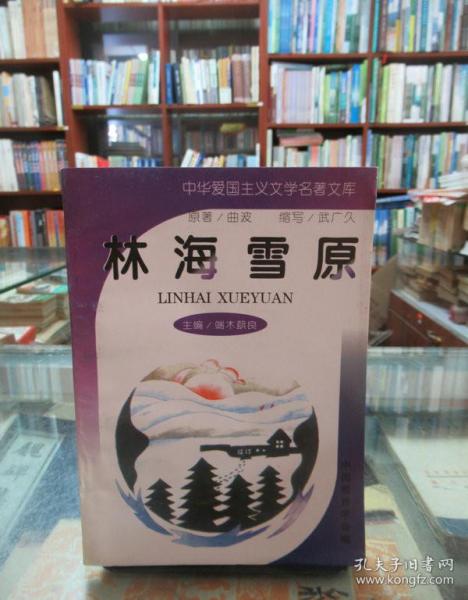 中华爱国主义文学名著文库
原著/曲波 缩写/武广久
林海雪原
LINHAI XUEYUAN
主编/端木蕻良
孔夫子旧书网
www.kongfz.com